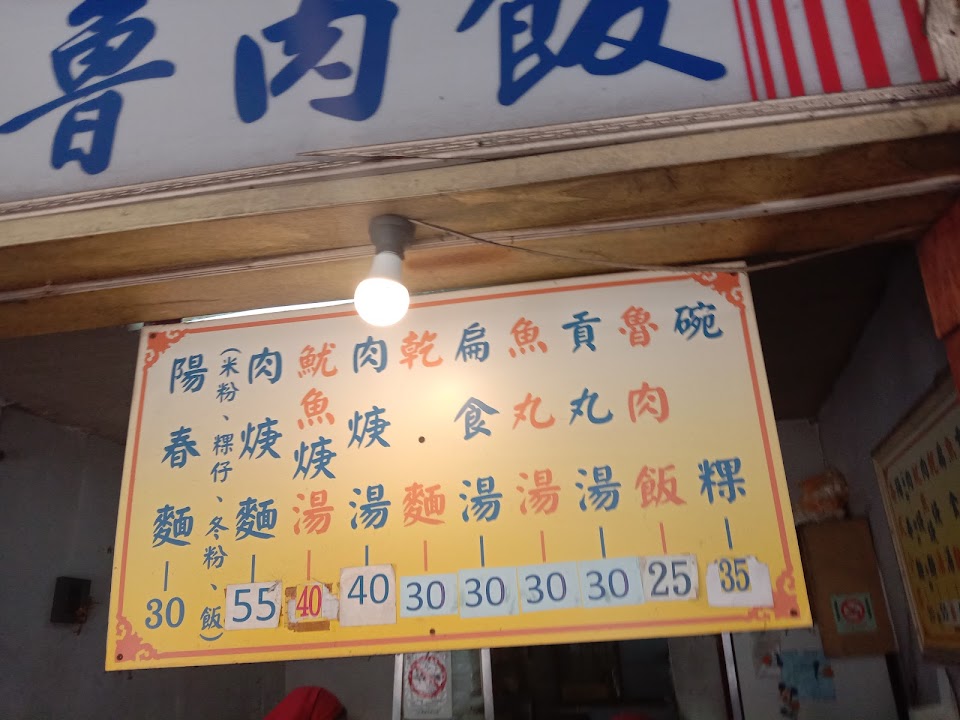 魯肉飯
碗粿 35
魯肉飯 25
貢丸湯 30
魚丸湯 30
扁食湯 30
乾麵 30
肉焿湯 40
魷魚焿湯 40
肉焿麵 55
(米粉、粿仔、冬粉、飯)
陽春麵 30